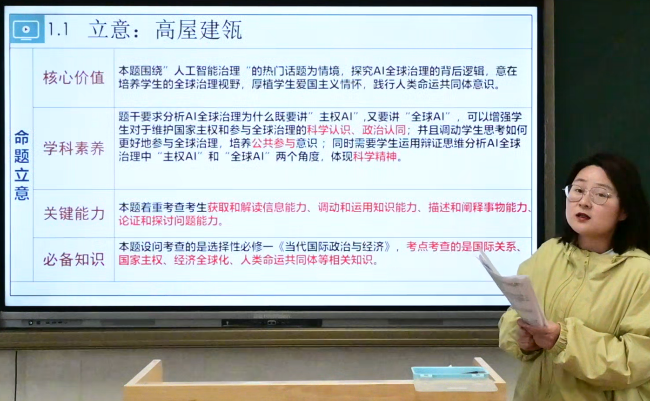 1.1 立意：高屋建瓴
命题立意
核心价值
本题围绕”人工智能治理“的热门话题为情境，探究AI全球治理的背后逻辑，意在
培养学生的全球治理视野，厚植学生爱国主义情怀，践行人类命运共同体意识。
学科素养
题干要求分析AI全球治理为什么既要讲”主权AI”,又要讲“全球AI”，可以增强学
生对于维护国家主权和参与全球治理的科学认识、政治认同；并且调动学生思考如何
更好地参与全球治理，培养公共参与意识；同时需要学生运用辩证思维分析AI全球
治理中“主权AI”和“全球AI”两个角度，体现科学精神。
关键能力
本题着重考查考生获取和解读信息能力、调动和运用知识能力、描述和阐释事物能力、
论证和探讨问题能力。
必备知识
本题设问考查的是选择性必修一《当代国际政治与经济》，考点考查的是国际关系、
国家主权、经济全球化、人类命运共同体等相关知识。